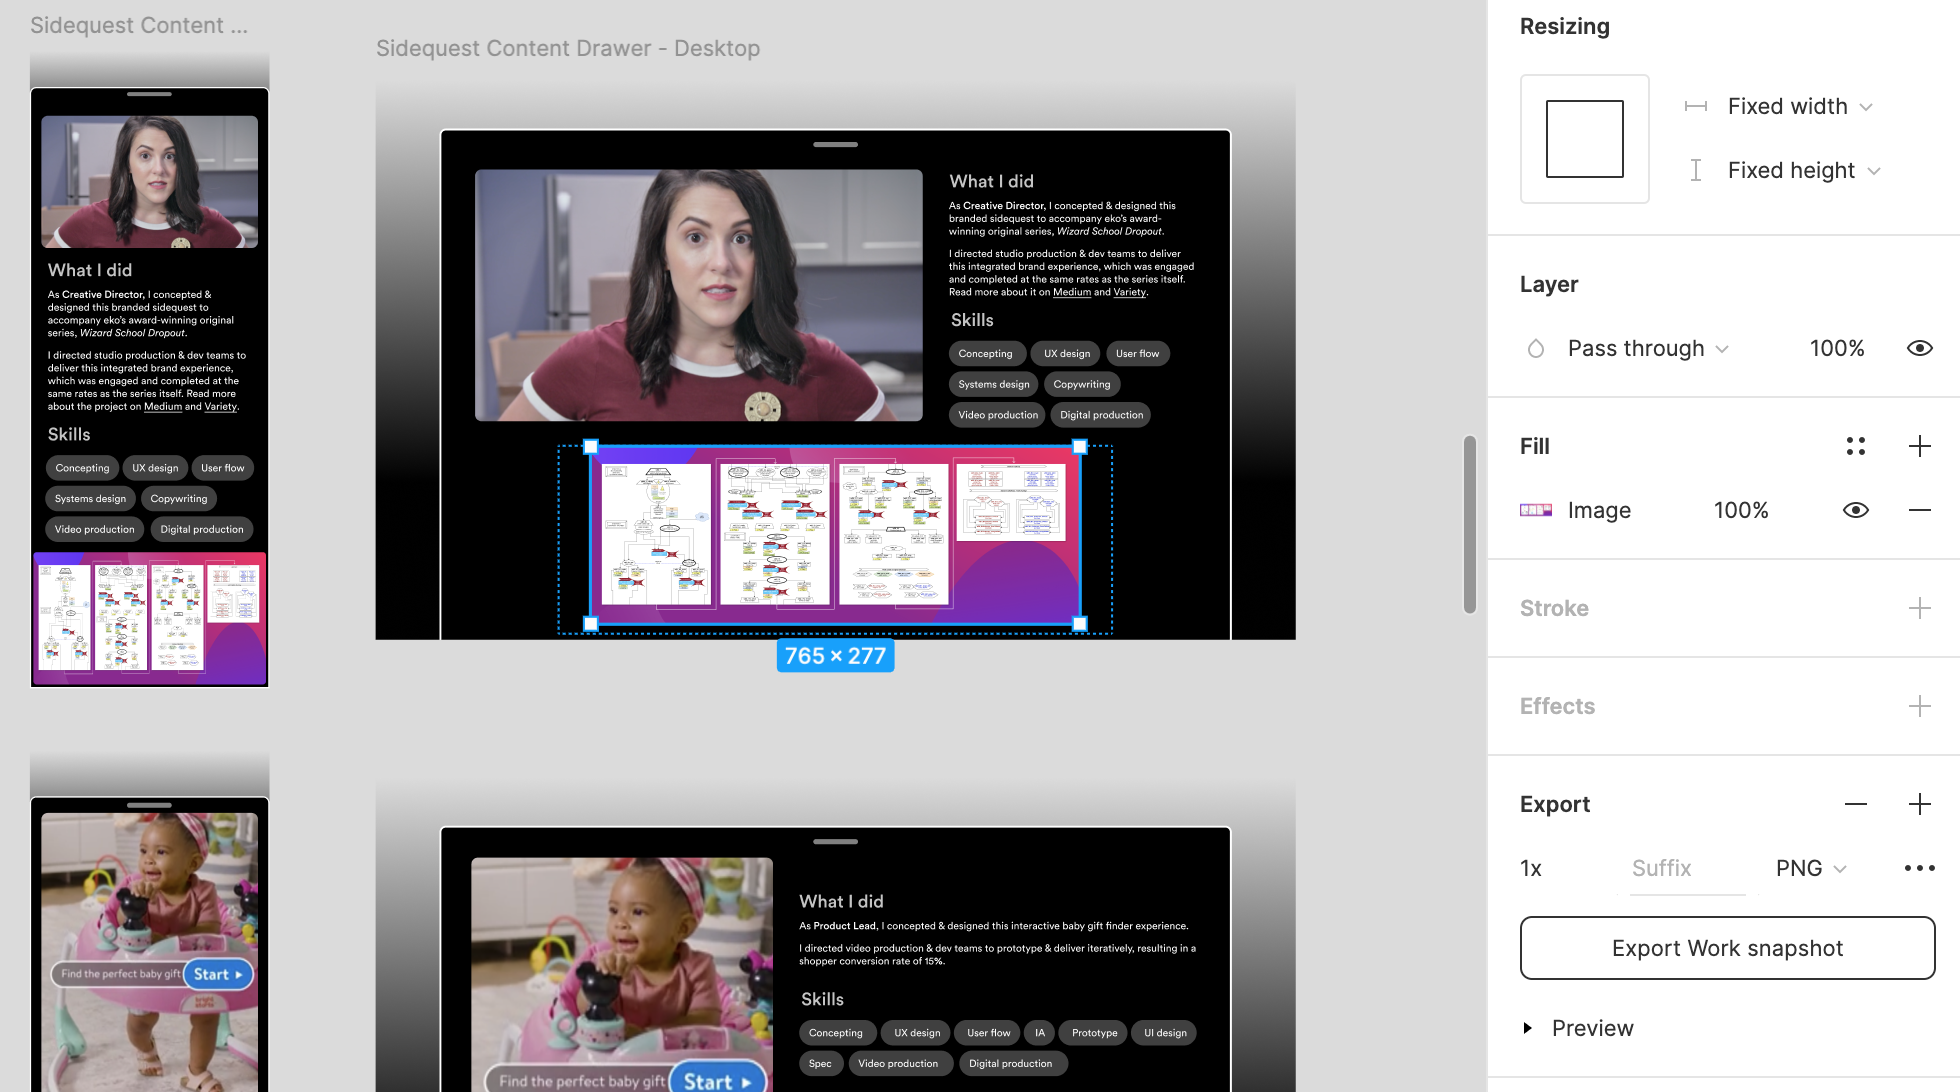 Sidequest Content ...
What I did
As Creative Director, I concepted &
designed this branded sidequest to
accompany eko's award-winning original
series, Wizard School Dropout.
I directed studio production & dev teams to
deliver this integrated brand experience,
which was engaged and completed at the
same rates as the series itself. Read more
about the project on Medium and Variety.
Skills
Concepting
UX design
User flow
Systems design
Copywriting
Video production
Digital production
Find the perfect baby gift
Start
Sidequest Content Drawer - Desktop
What I did
As Creative Director, I concepted & designed this
branded sidequest to accompany eko's award-
winning original series, Wizard School Dropout.
I directed studio production & dev teams to deliver
this integrated brand experience, which was engaged
and completed at the same rates as the series itself.
Read more about it on Medium and Variety.
Skills
Concepting
UX design
User flow
Systems design
Copywriting
Video production
Digital production
765 × 277
What I did
As Product Lead, I concepted & designed this interactive baby gift finder experience.
I directed video production & dev teams to prototype & deliver iteratively, resulting in a
shopper conversion rate of 15%.
Skills
Concepting
UX design
User flow
IA
Prototype
UI design
Spec
Video production
Digital production
Find the perfect baby gift
Start
Resizing
Fixed width
Fixed height
Layer
Pass through
100%
Fill
Image
100%
Stroke
Effects
Export
1x
Suffix
PNG
Export Work snapshot
Preview